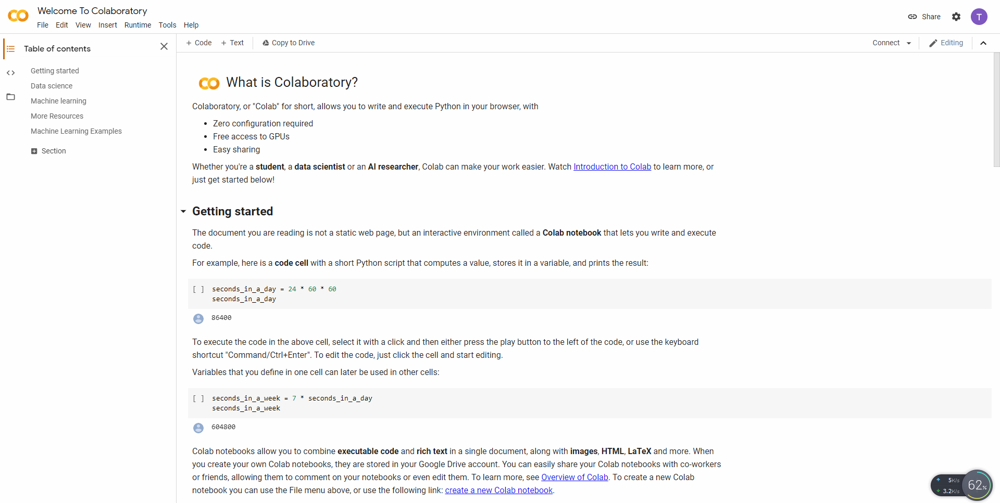 Welcome To Colaboratory
File Edit View Insert Runtime Tools Help
Share
T
Table of contents
Getting started
Data science
Machine learning
More Resources
Machine Learning Examples
Section
+ Code + Text Copy to Drive
Connect Editing
What is Colaboratory?
Colaboratory, or "Colab" for short, allows you to write and execute Python in your browser, with
• Zero configuration required
• Free access to GPUs
• Easy sharing
Whether you're a student, a data scientist or an AI researcher, Colab can make your work easier. Watch Introduction to Colab to learn more, or
just get started below!
Getting started
The document you are reading is not a static web page, but an interactive environment called a Colab notebook that lets you write and execute
code.
For example, here is a code cell with a short Python script that computes a value, stores it in a variable, and prints the result:
[ ] seconds_in_a_day = 24 * 60 * 60
seconds_in_a_day
86400
To execute the code in the above cell, select it with a click and then either press the play button to the left of the code, or use the keyboard
shortcut "Command/Ctrl+Enter". To edit the code, just click the cell and start editing.
Variables that you define in one cell can later be used in other cells:
[ ] seconds_in_a_week = 7 * seconds_in_a_day
seconds_in_a_week
604800
Colab notebooks allow you to combine executable code and rich text in a single document, along with images, HTML, LaTeX and more. When
you create your own Colab notebooks, they are stored in your Google Drive account. You can easily share your Colab notebooks with co-workers
or friends, allowing them to comment on your notebooks or even edit them. To learn more, see Overview of Colab. To create a new Colab
notebook you can use the File menu above, or use the following link: create a new Colab notebook.
5K/s
3.2K/s
62%